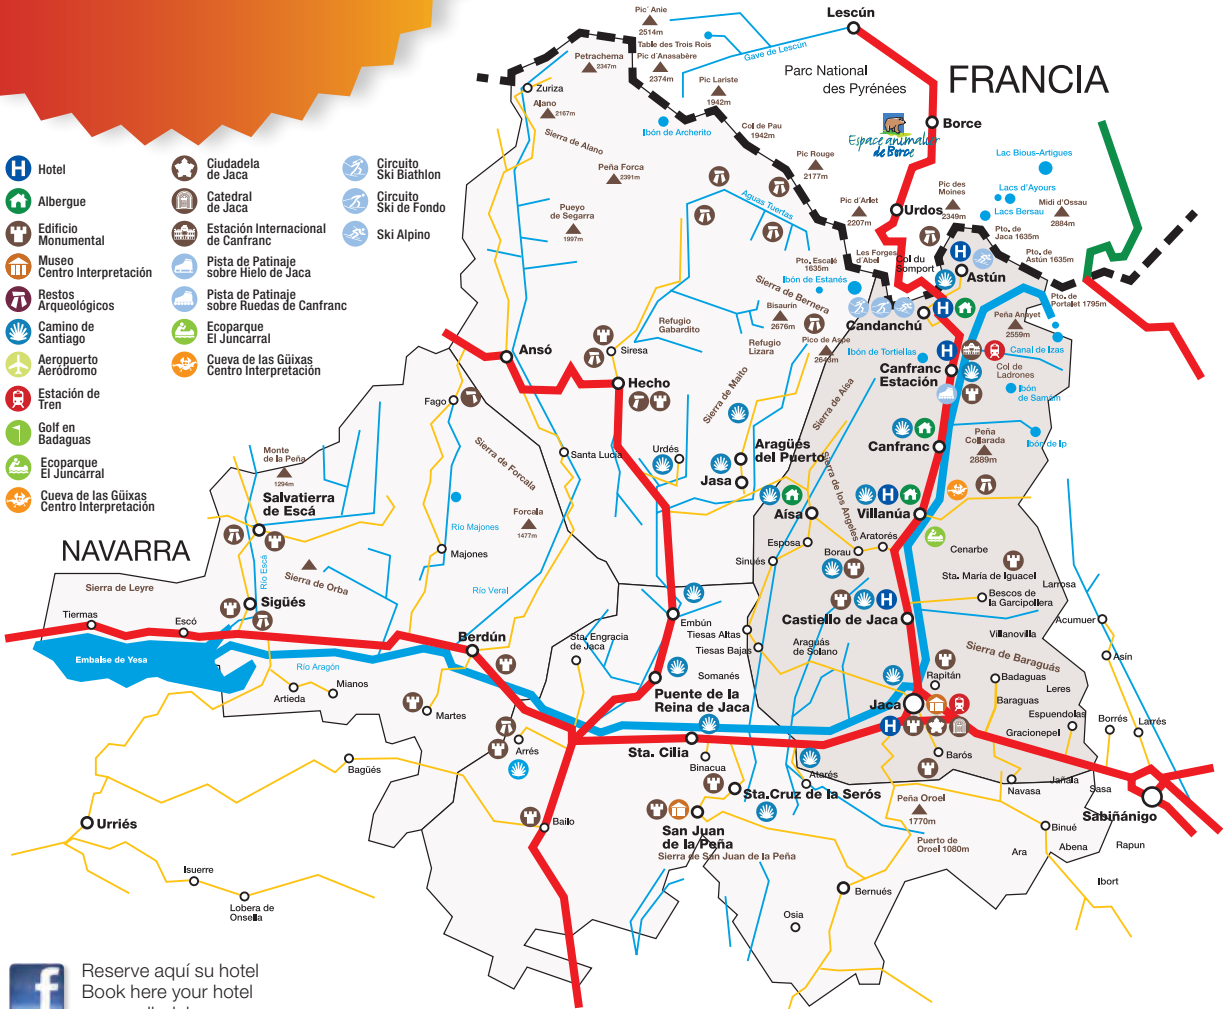 Lescún
Pic´ Anie
2514m
Table des Trois Rois
Pic d´Anasabère
2374m
Gave de Lescún
Petrachema
2347m
Parc National
des Pyrénées
FRANCIA
Zuriza
Alano
2167m
Pic Lariste
1942m
Ibón de Archerito
Col de Pau
1942m
Espace animalier
de Borce
Borce
Sierra de Alano
Peña Forca
2391m
Pic Rouge
2177m
Lac Bious-Artigues
Hotel
Albergue
Edificio
Monumental
Museo
Centro Interpretación
Restos
Arqueológicos
Camino de
Santiago
Aeropuerto
Aeródromo
Estación de
Tren
Golf en
Badaguas
Ecoparque
El Juncarral
Cueva de las Güixas
Centro Interpretación
Ciudadela
de Jaca
Catedral
de Jaca
Estación Internacional
de Canfranc
Pista de Patinaje
sobre Hielo de Jaca
Pista de Patinaje
sobre Ruedas de Canfranc
Ecoparque
El Juncarral
Cueva de las Güixas
Centro Interpretación
Circuito
Ski Biathlon
Circuito
Ski de Fondo
Ski Alpino
Pueyo
de Segarra
1997m
Aguas Tuertas
Pic d´Arlet
2207m
Urdos
Pic des
Moines
2349m
Lacs d'Ayours
Lacs Bersau
Midi d'Ossau
2884m
Pto. de
Jaca 1635m
Pto. de
Astún 1635m
Pto. Escalé
1635m
Les Forges
d'Abel
Col du
Somport
Astún
Ibón de Estanés
Sierra de Bernera
Pto. de
Portalet 1795m
Bisaurín
2676m
Refugio
Gabardito
Refugio
Lizara
Pico de Aspe
2645m
Candanchú
Peña Anayet
2559m
Canal de Izas
Ansó
Siresa
Hecho
Ibón de Tortiellas
Canfranc
Estación
Col de
Ladrones
Ibón
de Samán
Fago
Sierra de Maito
Sierra de Aísa
Sierra de los Angeles
Aragües
del Puerto
Canfranc
Peña
Collarada
2889m
Ibón de Ip
Sierra de Forcala
Santa Lucía
Urdés
Jasa
Monte
de la Peña
1294m
Salvatierra
de Escá
Forcala
1477m
Río Majones
Majones
Aísa
Villanúa
NAVARRA
Río Escá
Sierra de Orba
Sierra de Leyre
Río Veral
Esposa
Sinués
Borau
Aratorés
Cenarbe
Sta. María de Iguacel
Larrosa
Bescos de
la Garcipollera
Acumuer
Tiermas
Escó
Sigüés
Embún
Castiello de Jaca
Berdún
Sta. Engracia
de Jaca
Tiesas Altas
Tiesas Bajas
Araguás
de Solano
Villanovilla
Sierra de Baraguás
Asín
Embalse de Yesa
Río Aragón
Artieda
Mianos
Somanés
Puente de la
Reina de Jaca
Rapitán
Badaguas
Leres
Jaca
Baraguas
Martes
Espuendolas
Gracionepel
Borrés
Larrés
Arrés
Sta. Cilia
Barós
Bagüés
Binacua
Atarés
Navasa
Jañala
Sasa
Sta.Cruz de la Serós
Peña Oroel
1770m
Sabiñánigo
Urriés
Bailo
San Juan
de la Peña
Sierra de San Juan de la Peña
Puerto de
Oroel 1080m
Binué
Ara
Abena
Rapun
Isuerre
Lobera de
Onsella
Bernués
Ibort
Osia
Reserve aquí su hotel
Book here your hotel